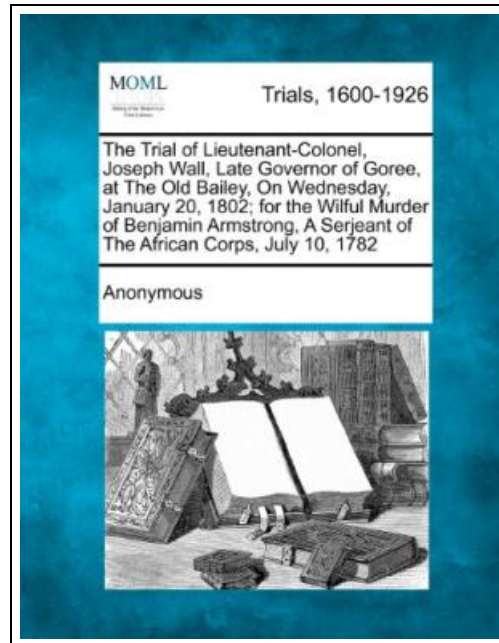 MOML
Trials, 1600-1926
The Trial of Lieutenant-Colonel,
Joseph Wall, Late Governor of Goree,
at The Old Bailey, On Wednesday,
January 20, 1802; for the Wilful Murder
of Benjamin Armstrong, A Serjeant of
The African Corps, July 10, 1782
Anonymous